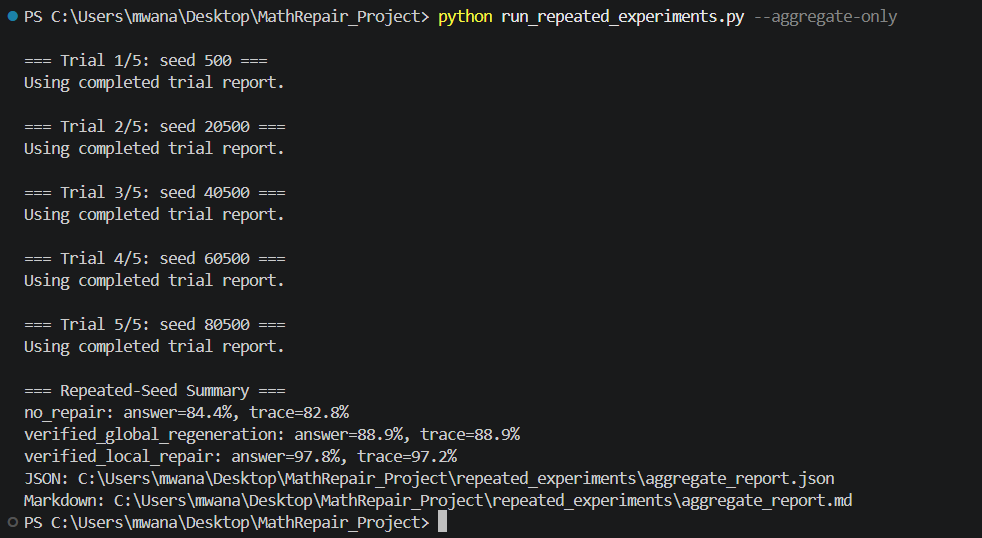 PS C:\Users\mwana\Desktop\MathRepair_Project> python run_repeated_experiments.py --aggregate-only
=== Trial 1/5: seed 500 ===
Using completed trial report.
=== Trial 2/5: seed 20500 ===
Using completed trial report.
=== Trial 3/5: seed 40500 ===
Using completed trial report.
=== Trial 4/5: seed 60500 ===
Using completed trial report.
=== Trial 5/5: seed 80500 ===
Using completed trial report.
=== Repeated-Seed Summary ===
no_repair: answer=84.4%, trace=82.8%
verified_global_regeneration: answer=88.9%, trace=88.9%
verified_local_repair: answer=97.8%, trace=97.2%
JSON: C:\Users\mwana\Desktop\MathRepair_Project\repeated_experiments\aggregate_report.json
Markdown: C:\Users\mwana\Desktop\MathRepair_Project\repeated_experiments\aggregate_report.md
PS C:\Users\mwana\Desktop\MathRepair_Project>